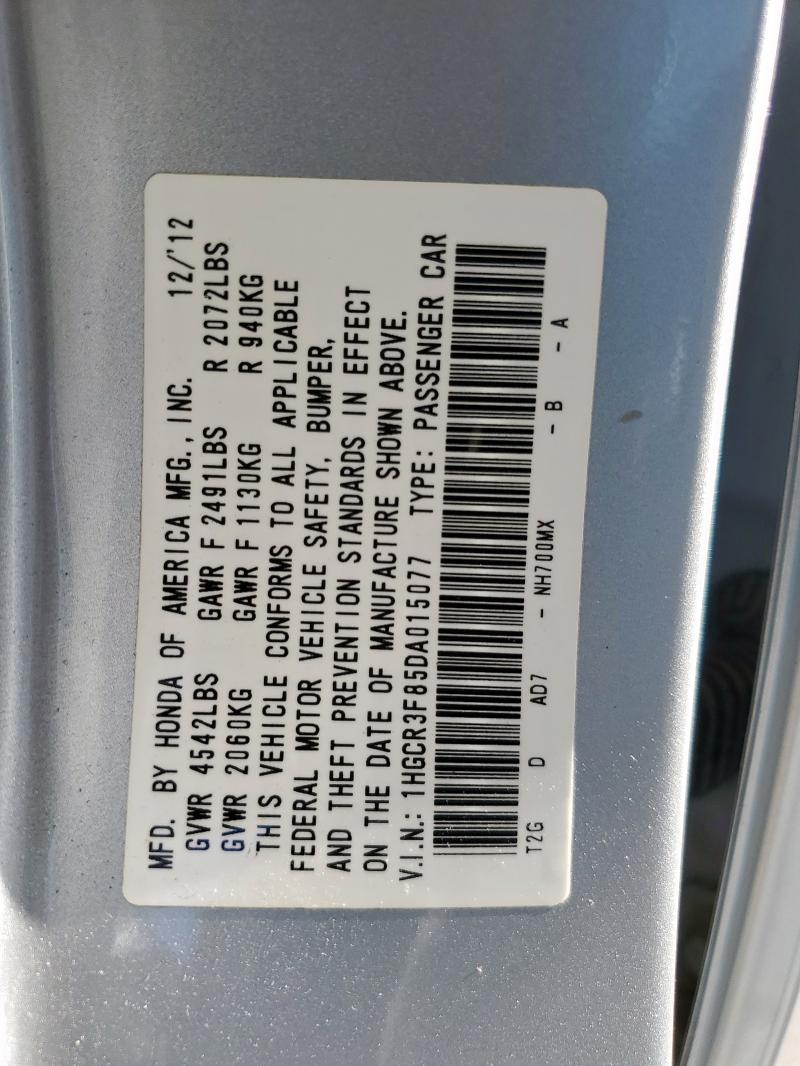 MFD. BY HONDA OF AMERICA MFG., INC. 12/'12
GVWR 4542LBS GAWR F 2491LBS R 2072LBS
GVWR 2060KG GAWR F 1130KG R 940KG
THIS VEHICLE CONFORMS TO ALL APPLICABLE
FEDERAL MOTOR VEHICLE SAFETY, BUMPER,
AND THEFT PREVENTION STANDARDS IN EFFECT
ON THE DATE OF MANUFACTURE SHOWN ABOVE.
V.I.N.: 1HGCR3F85DA015077 TYPE: PASSENGER CAR
T2G D AD7 - NH700MX - B - A